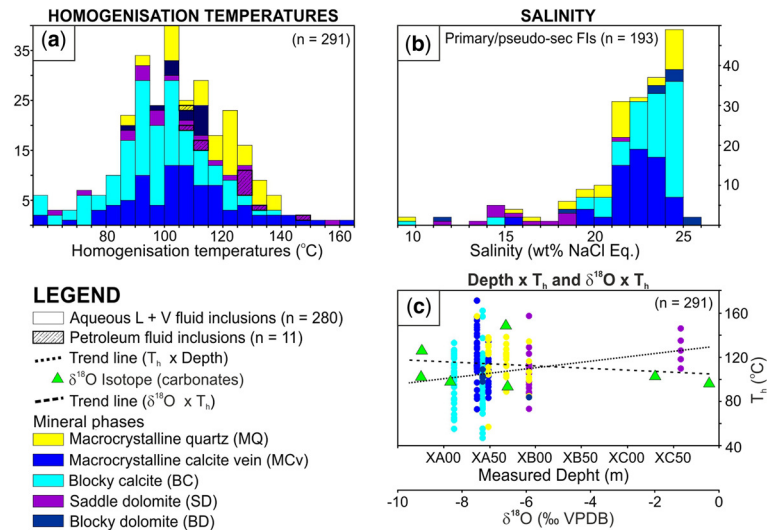 HOMOGENISATION TEMPERATURES
(a)
(n = 291)
35
25
15
5
80
100
120
140
160
Homogenisation temperatures (°C)
SALINITY
(b)
Primary/pseudo-sec FIs (n = 193)
40
30
20
10
10
15
20
25
Salinity (wt% NaCl Eq.)
LEGEND
Aqueous L + V fluid inclusions (n = 280)
Petroleum fluid inclusions (n = 11)
Trend line (Th x Depth)
δ18O Isotope (carbonates)
Trend line (δ18O x Th)
Mineral phases
Macrocrystalline quartz (MQ)
Macrocrystalline calcite vein (MCv)
Blocky calcite (BC)
Saddle dolomite (SD)
Blocky dolomite (BD)
Depth x Th and δ18O x Th
(c)
(n = 291)
160
120
80
40
Th (°C)
XA00 XA50 XB00 XB50 XC00 XC50
Measured Depht (m)
-10 -8 -6 -4 -2 0
δ18O (‰ VPDB)